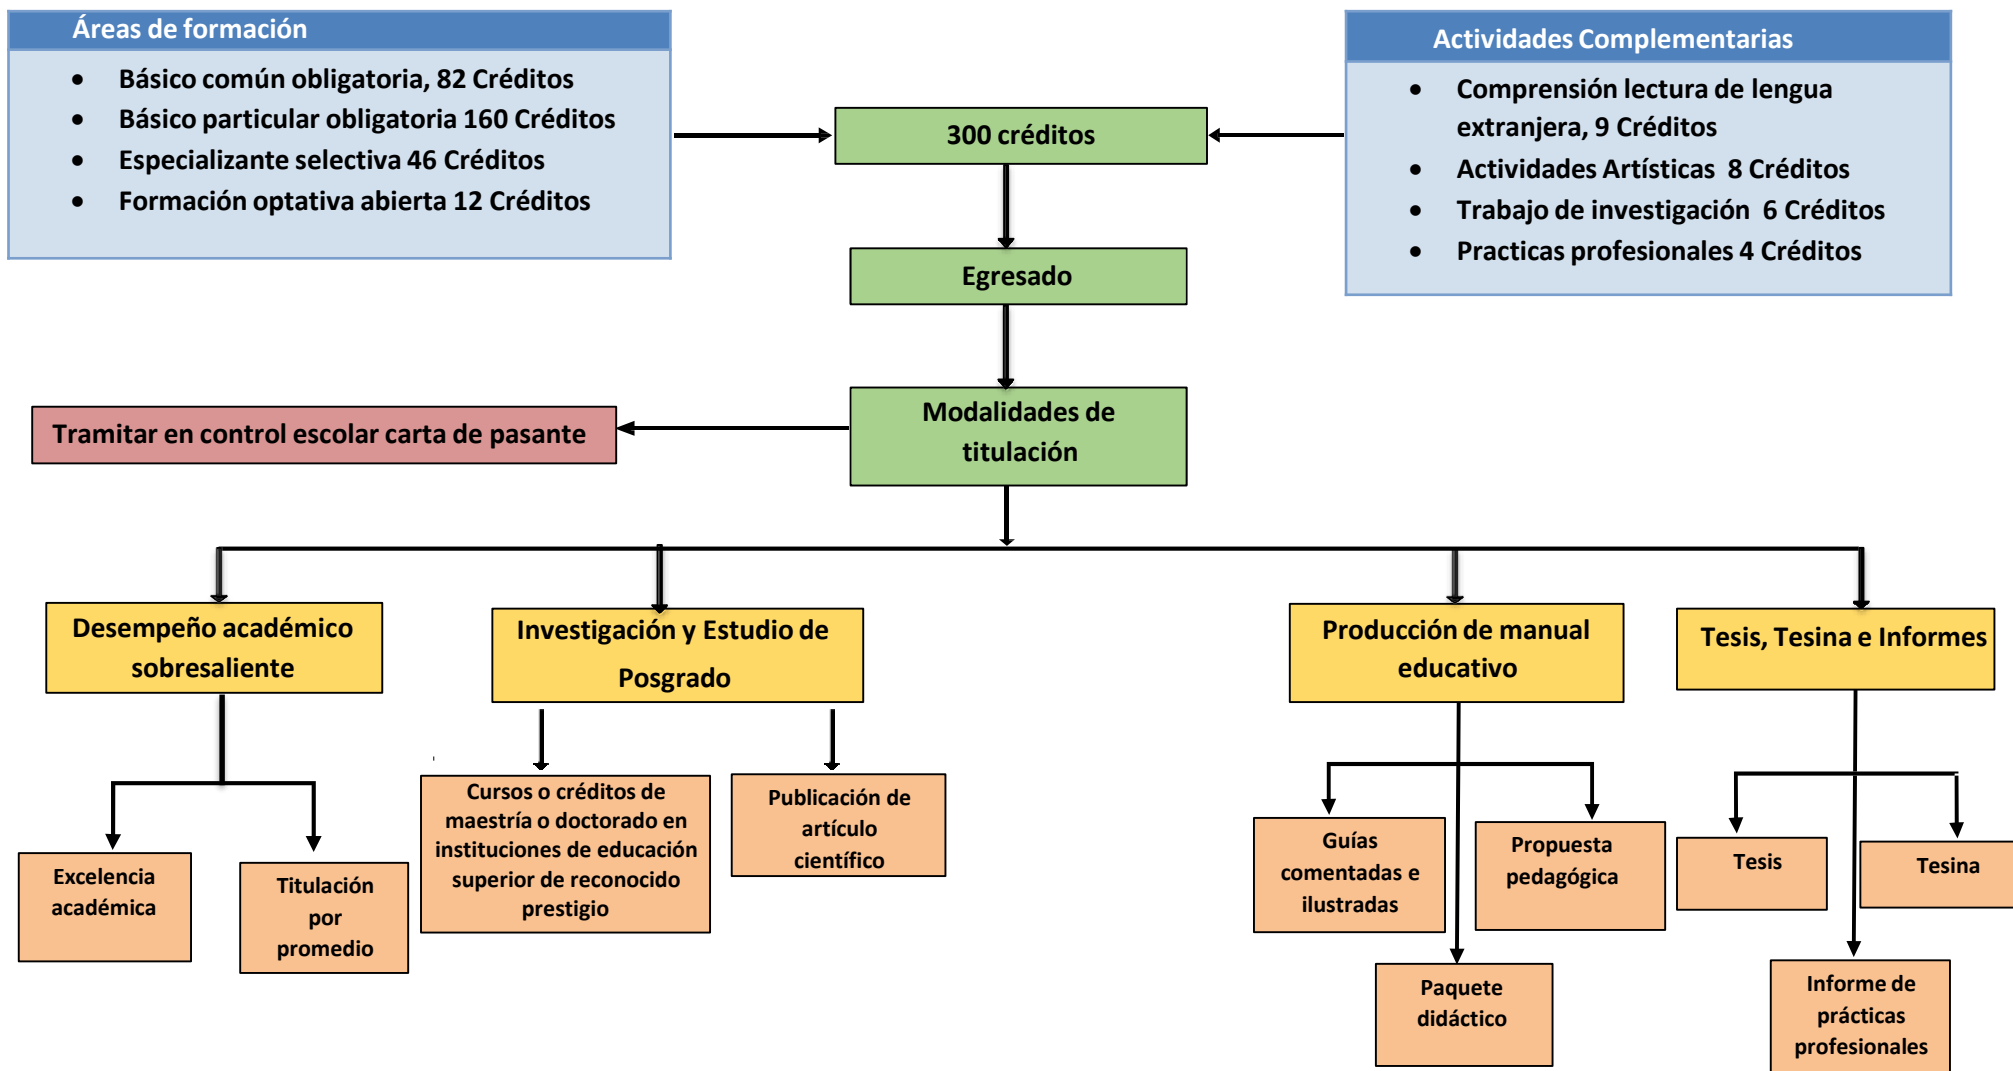 Áreas de formación
• Básico común obligatoria, 82 Créditos
• Básico particular obligatoria 160 Créditos
• Especializante selectiva 46 Créditos
• Formación optativa abierta 12 Créditos
Actividades Complementarias
• Comprensión lectura de lengua
extranjera, 9 Créditos
• Actividades Artísticas 8 Créditos
• Trabajo de investigación 6 Créditos
• Practicas profesionales 4 Créditos
300 créditos
Egresado
Modalidades de
titulación
Tramitar en control escolar carta de pasante
Desempeño académico
sobresaliente
Investigación y Estudio de
Posgrado
Producción de manual
educativo
Tesis, Tesina e Informes
Excelencia
académica
Titulación
por
promedio
Cursos o créditos de
maestría o doctorado en
instituciones de educación
superior de reconocido
prestigio
Publicación de
artículo
científico
Guías
comentadas e
ilustradas
Propuesta
pedagógica
Paquete
didáctico
Tesis
Tesina
Informe de
prácticas
profesionales